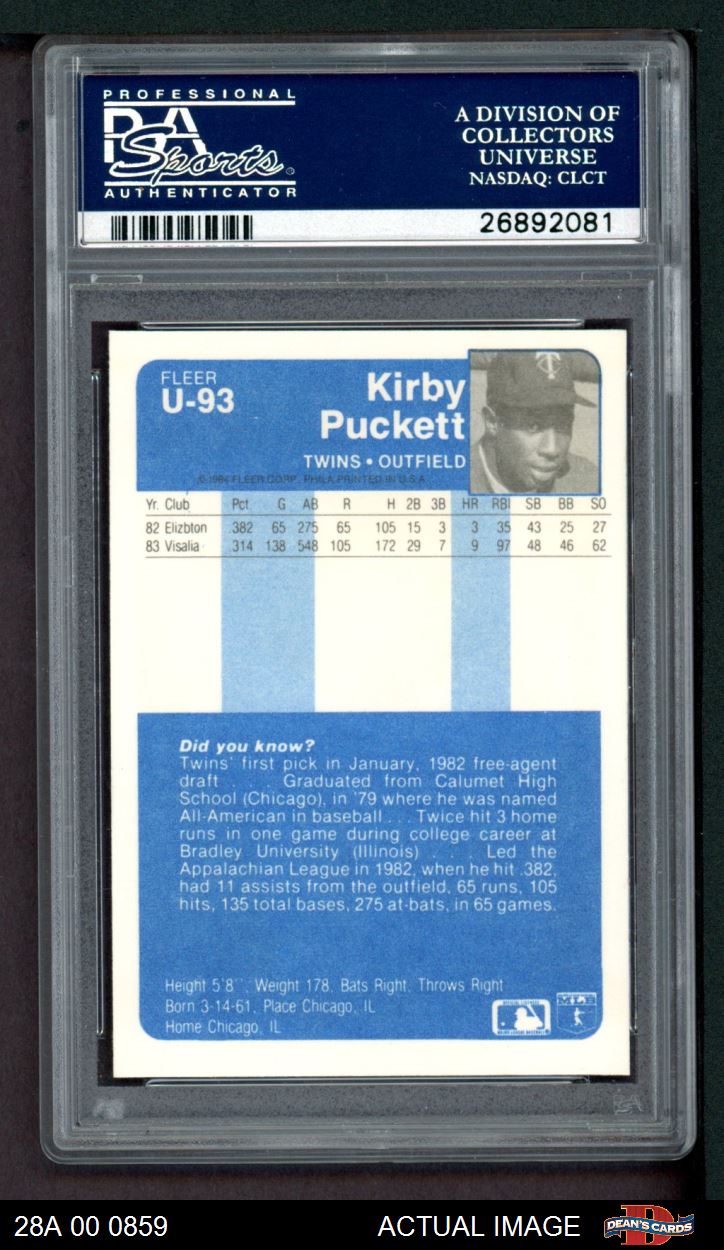 PROFESSIONAL
PSA
Sports
AUTHENTICATOR
A DIVISION OF
COLLECTORS
UNIVERSE
NASDAQ: CLCT
26892081
FLEER
U-93
Kirby
Puckett
TWINS • OUTFIELD
© 1984 FLEER CORP. PHILA. PRINTED IN U.S.A.
Yr. Club Pct. G AB R H 2B 3B HR RBI SB BB SO
82 Elizbton .382 65 275 65 105 15 3 3 35 43 25 27
83 Visalia .314 138 548 105 172 29 7 9 97 48 46 62
Did you know?
Twins' first pick in January, 1982 free-agent
draft . . . Graduated from Calumet High
School (Chicago), in '79 where he was named
All-American in baseball . . . Twice hit 3 home
runs in one game during college career at
Bradley University (Illinois) . . . Led the
Appalachian League in 1982, when he hit .382,
had 11 assists from the outfield, 65 runs, 105
hits, 135 total bases, 275 at-bats, in 65 games.
Height 5'8'', Weight 178, Bats Right, Throws Right
Born 3-14-61, Place Chicago, IL
Home Chicago, IL
28A 00 0859
ACTUAL IMAGE
DEAN'S CARDS